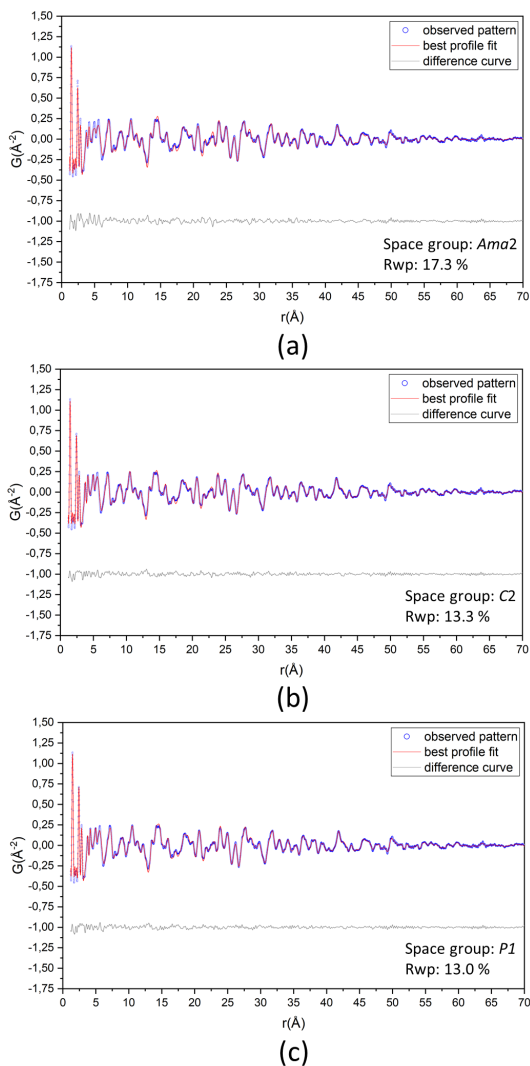 1,50
1,25
1,00
0,75
0,50
0,25
0,00
-0,25
-0,50
-0,75
-1,00
-1,25
-1,50
-1,75
G(Å-2)
observed pattern
best profile fit
difference curve
Space group: Ama2
Rwp: 17.3 %
0 5 10 15 20 25 30 35 40 45 50 55 60 65 70
r(Å)
(a)
1,50
1,25
1,00
0,75
0,50
0,25
0,00
-0,25
-0,50
-0,75
-1,00
-1,25
-1,50
-1,75
G(Å-2)
observed pattern
best profile fit
difference curve
Space group: C2
Rwp: 13.3 %
0 5 10 15 20 25 30 35 40 45 50 55 60 65 70
r(Å)
(b)
1,50
1,25
1,00
0,75
0,50
0,25
0,00
-0,25
-0,50
-0,75
-1,00
-1,25
-1,50
-1,75
G(Å-2)
observed pattern
best profile fit
difference curve
Space group: P1
Rwp: 13.0 %
0 5 10 15 20 25 30 35 40 45 50 55 60 65 70
r(Å)
(c)